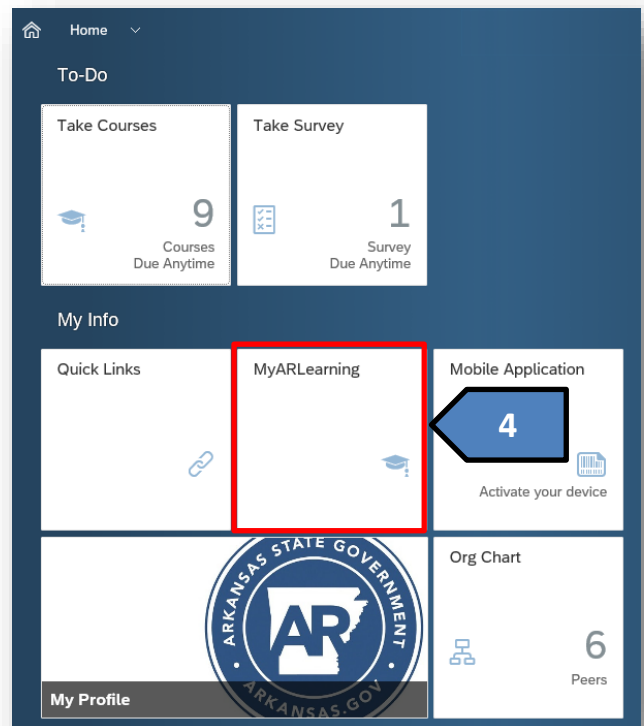 Home
To-Do
Take Courses
Take Survey
9
Courses
Due Anytime
1
Survey
Due Anytime
My Info
Quick Links
MyARLearning
Mobile Application
4
Activate your device
ARKANSAS STATE GOVERNMENT
AR
ARKANSAS.GOV
My Profile
Org Chart
6
Peers